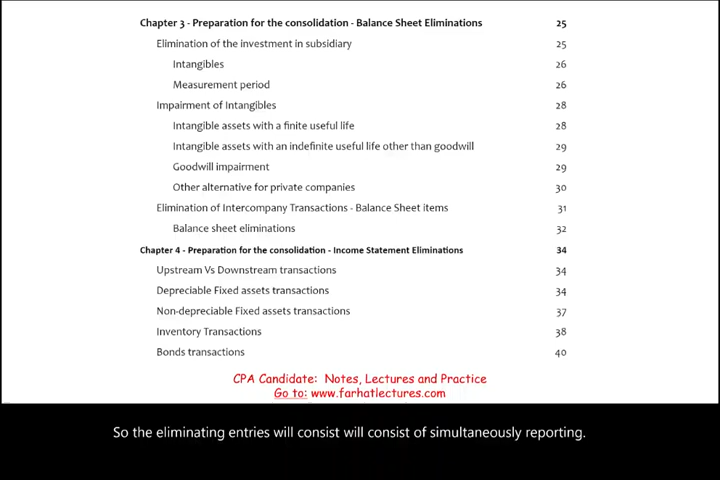 Chapter 3 - Preparation for the consolidation - Balance Sheet Eliminations 25
Elimination of the investment in subsidiary 25
Intangibles 26
Measurement period 26
Impairment of Intangibles 28
Intangible assets with a finite useful life 28
Intangible assets with an indefinite useful life other than goodwill 29
Goodwill impairment 29
Other alternative for private companies 30
Elimination of Intercompany Transactions - Balance Sheet items 31
Balance sheet eliminations 32
Chapter 4 - Preparation for the consolidation - Income Statement Eliminations 34
Upstream Vs Downstream transactions 34
Depreciable Fixed assets transactions 34
Non-depreciable Fixed assets transactions 37
Inventory Transactions 38
Bonds transactions 40
CPA Candidate: Notes, Lectures and Practice
Go to: www.farhatlectures.com
So the eliminating entries will consist will consist of simultaneously reporting.